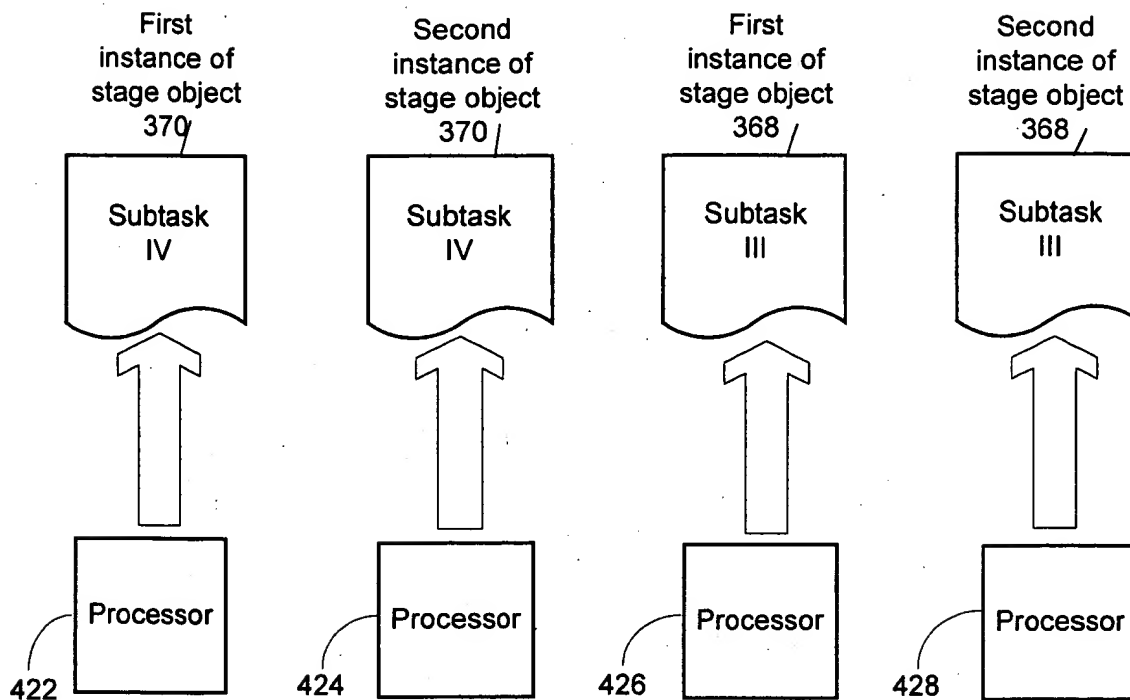 First
instance of
stage object
370
Second
instance of
stage object
370
First
instance of
stage object
368
Second
instance of
stage object
368
Subtask
IV
Subtask
IV
Subtask
III
Subtask
III
Processor
422
Processor
424
Processor
426
Processor
428